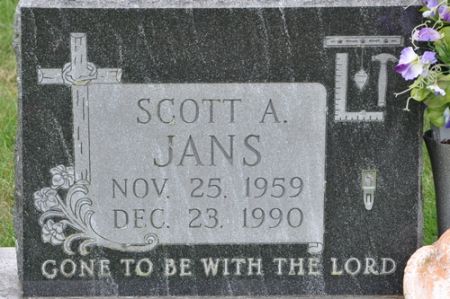 SCOTT A.
JANS
NOV. 25, 1959
DEC. 23, 1990
GONE TO BE WITH THE LORD